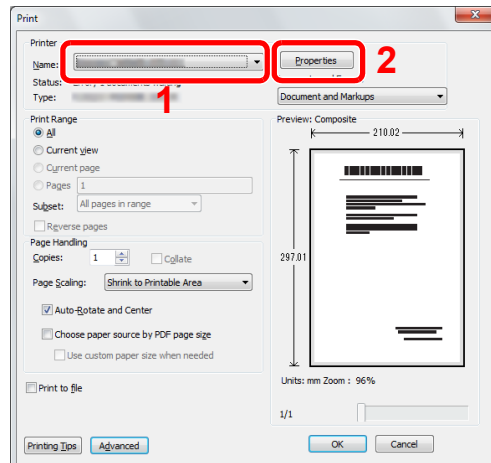 Print
Printer
Name:
Properties
2
Status:
1
Type:
Document and Markups
Print Range
All
Current view
Current page
Pages 1
Subset: All pages in range
Reverse pages
Page Handling
Copies: 1 Collate
Page Scaling: Shrink to Printable Area
Auto-Rotate and Center
Choose paper source by PDF page size
Use custom paper size when needed
Print to file
Preview: Composite
210.02
297.01
Units: mm Zoom : 96%
1/1
Printing Tips Advanced OK Cancel